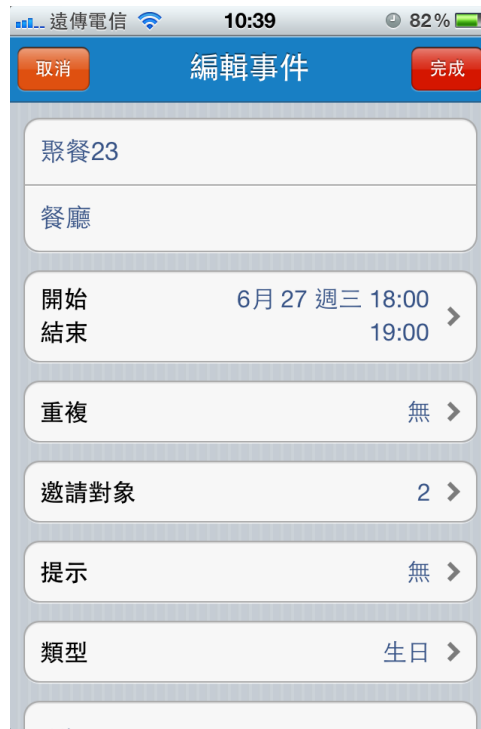 遠傳電信 10:39 82%
取消 編輯事件 完成
聚餐23
餐廳
開始 6月 27 週三 18:00
結束 19:00
重複 無
邀請對象 2
提示 無
類型 生日